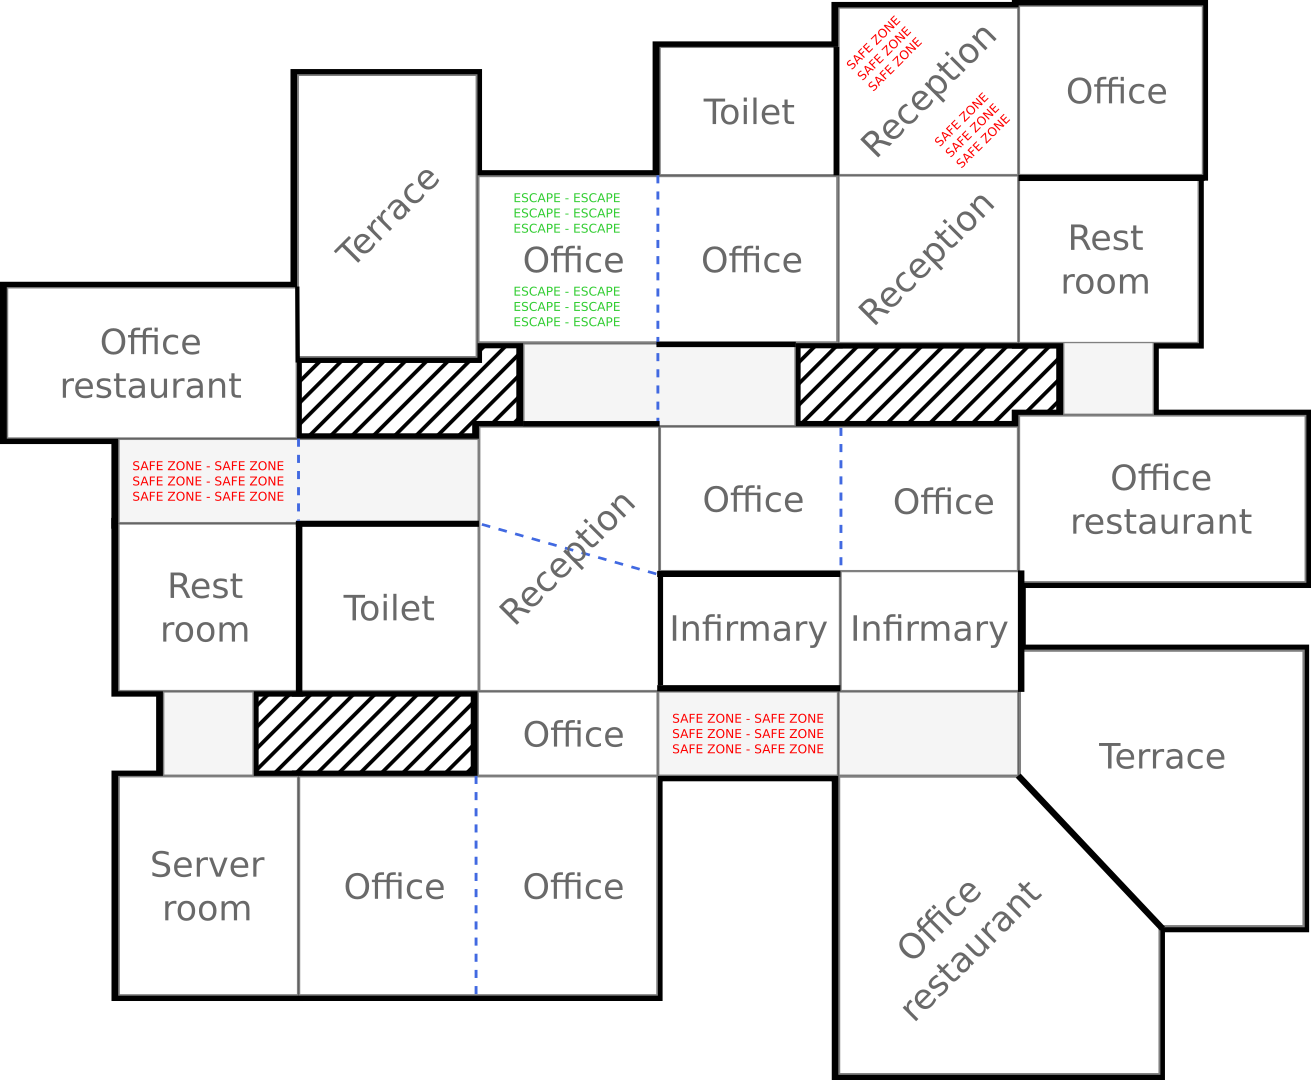 SAFE ZONE
SAFE ZONE
SAFE ZONE
Reception
SAFE ZONE
SAFE ZONE
SAFE ZONE
Office
Toilet
Terrace
ESCAPE - ESCAPE
ESCAPE - ESCAPE
ESCAPE - ESCAPE
Office
ESCAPE - ESCAPE
ESCAPE - ESCAPE
ESCAPE - ESCAPE
Office
Reception
Rest
room
Office
restaurant
SAFE ZONE - SAFE ZONE
SAFE ZONE - SAFE ZONE
SAFE ZONE - SAFE ZONE
Reception
Office
Office
Office
restaurant
Rest
room
Toilet
Infirmary
Infirmary
Office
SAFE ZONE - SAFE ZONE
SAFE ZONE - SAFE ZONE
SAFE ZONE - SAFE ZONE
Terrace
Server
room
Office
Office
Office
restaurant